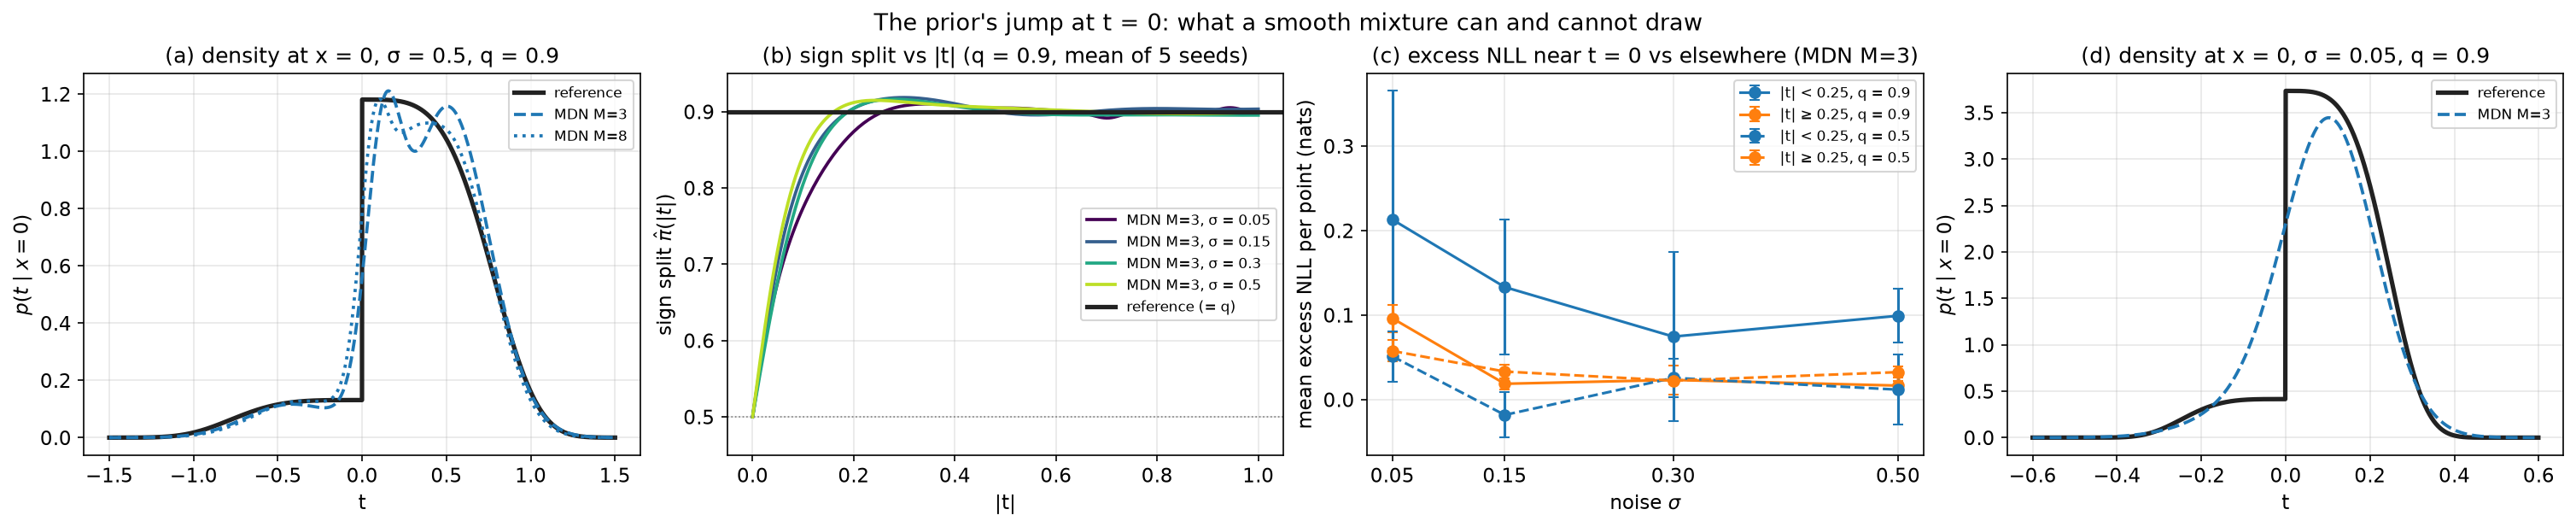 The prior's jump at t = 0: what a smooth mixture can and cannot draw
(a) density at x = 0, σ = 0.5, q = 0.9
p(t | x = 0)
1.2
1.0
0.8
0.6
0.4
0.2
0.0
−1.5 −1.0 −0.5 0.0 0.5 1.0 1.5
t
reference
MDN M=3
MDN M=8
(b) sign split vs |t| (q = 0.9, mean of 5 seeds)
sign split π̂(|t|)
0.9
0.8
0.7
0.6
0.5
0.0 0.2 0.4 0.6 0.8 1.0
|t|
MDN M=3, σ = 0.05
MDN M=3, σ = 0.15
MDN M=3, σ = 0.3
MDN M=3, σ = 0.5
reference (= q)
(c) excess NLL near t = 0 vs elsewhere (MDN M=3)
mean excess NLL per point (nats)
0.3
0.2
0.1
0.0
0.05 0.15 0.30 0.50
noise σ
|t| < 0.25, q = 0.9
|t| ≥ 0.25, q = 0.9
|t| < 0.25, q = 0.5
|t| ≥ 0.25, q = 0.5
(d) density at x = 0, σ = 0.05, q = 0.9
p(t | x = 0)
3.5
3.0
2.5
2.0
1.5
1.0
0.5
0.0
−0.6 −0.4 −0.2 0.0 0.2 0.4 0.6
t
reference
MDN M=3